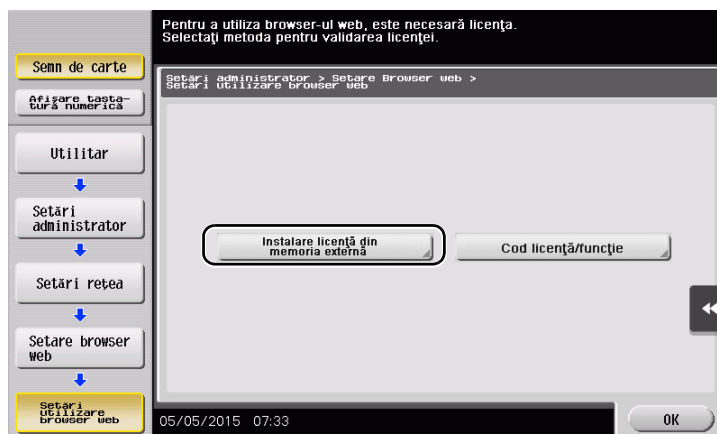 Pentru a utiliza browser-ul web, este necesară licenţa.
Selectaţi metoda pentru validarea licenţei.
Semn de carte
Afişare tasta-
tură numerică
Utilitar
Setări
administrator
Setări reţea
Setare browser
web
Setări
utilizare
browser web
Setări administrator > Setare Browser web >
Setări utilizare browser web
Instalare licenţă din
memoria externă
Cod licenţă/funcţie
05/05/2015 07:33
OK